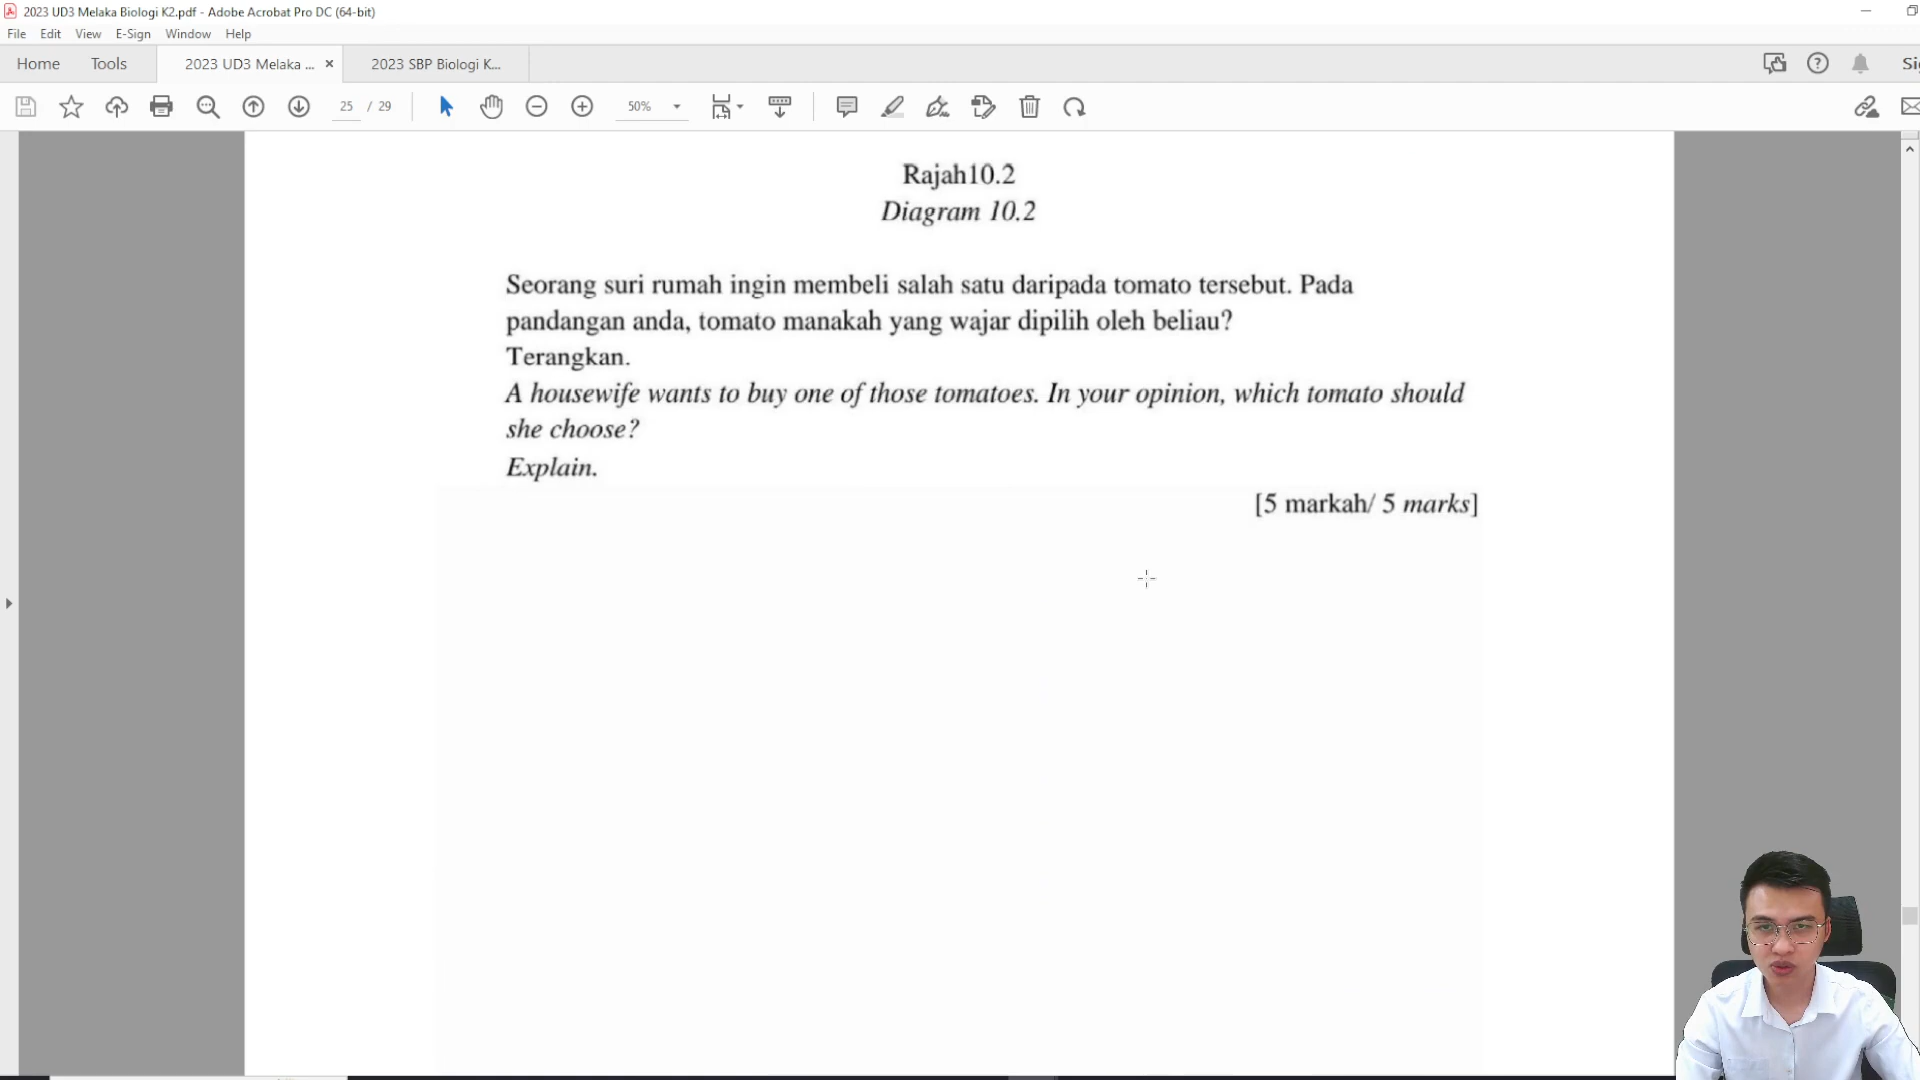 2023 UD3 Melaka Biologi K2.pdf - Adobe Acrobat Pro DC (64-bit)
File Edit View E-Sign Window Help
Home Tools 2023 UD3 Melaka ... × 2023 SBP Biologi K...
25 / 29 50%
Rajah10.2
Diagram 10.2
Seorang suri rumah ingin membeli salah satu daripada tomato tersebut. Pada
pandangan anda, tomato manakah yang wajar dipilih oleh beliau?
Terangkan.
A housewife wants to buy one of those tomatoes. In your opinion, which tomato should
she choose?
Explain.
[5 markah/ 5 marks]